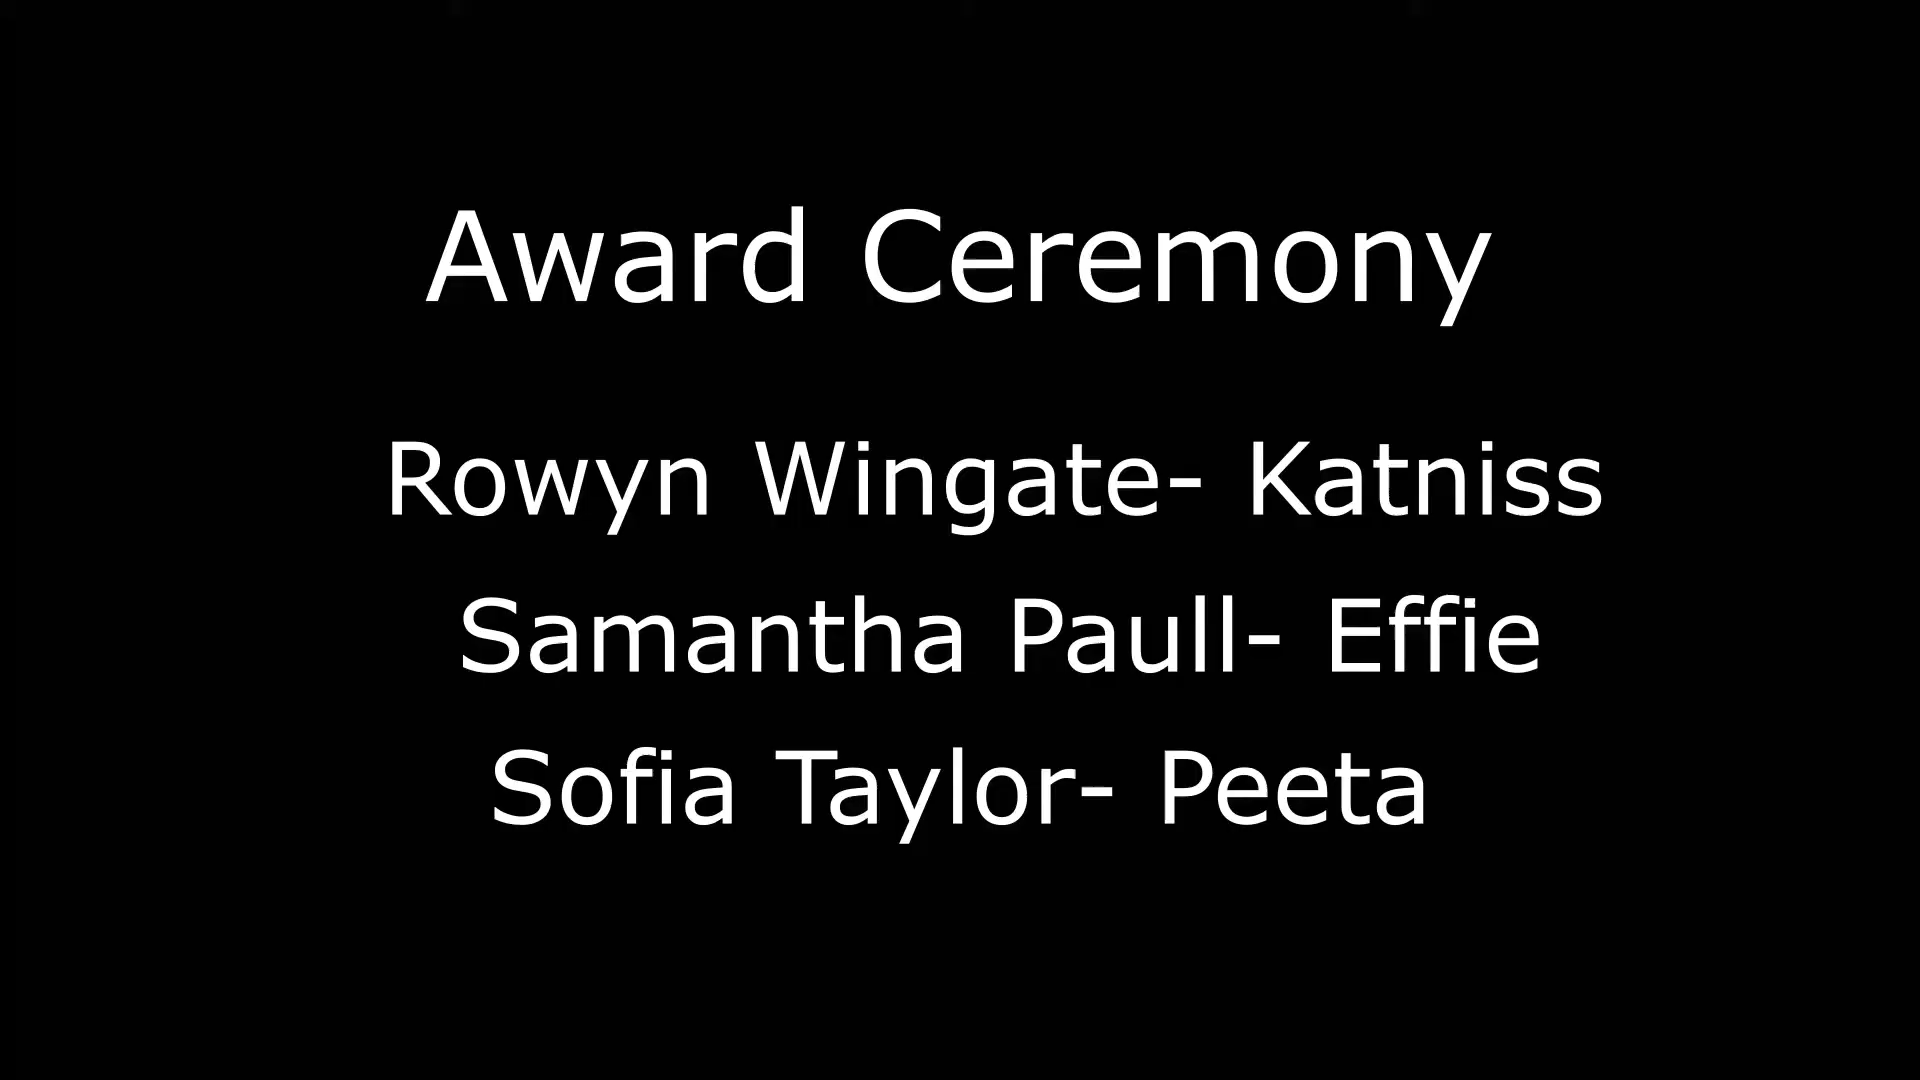 Award Ceremony
Rowyn Wingate- Katniss
Samantha Paull- Effie
Sofia Taylor- Peeta